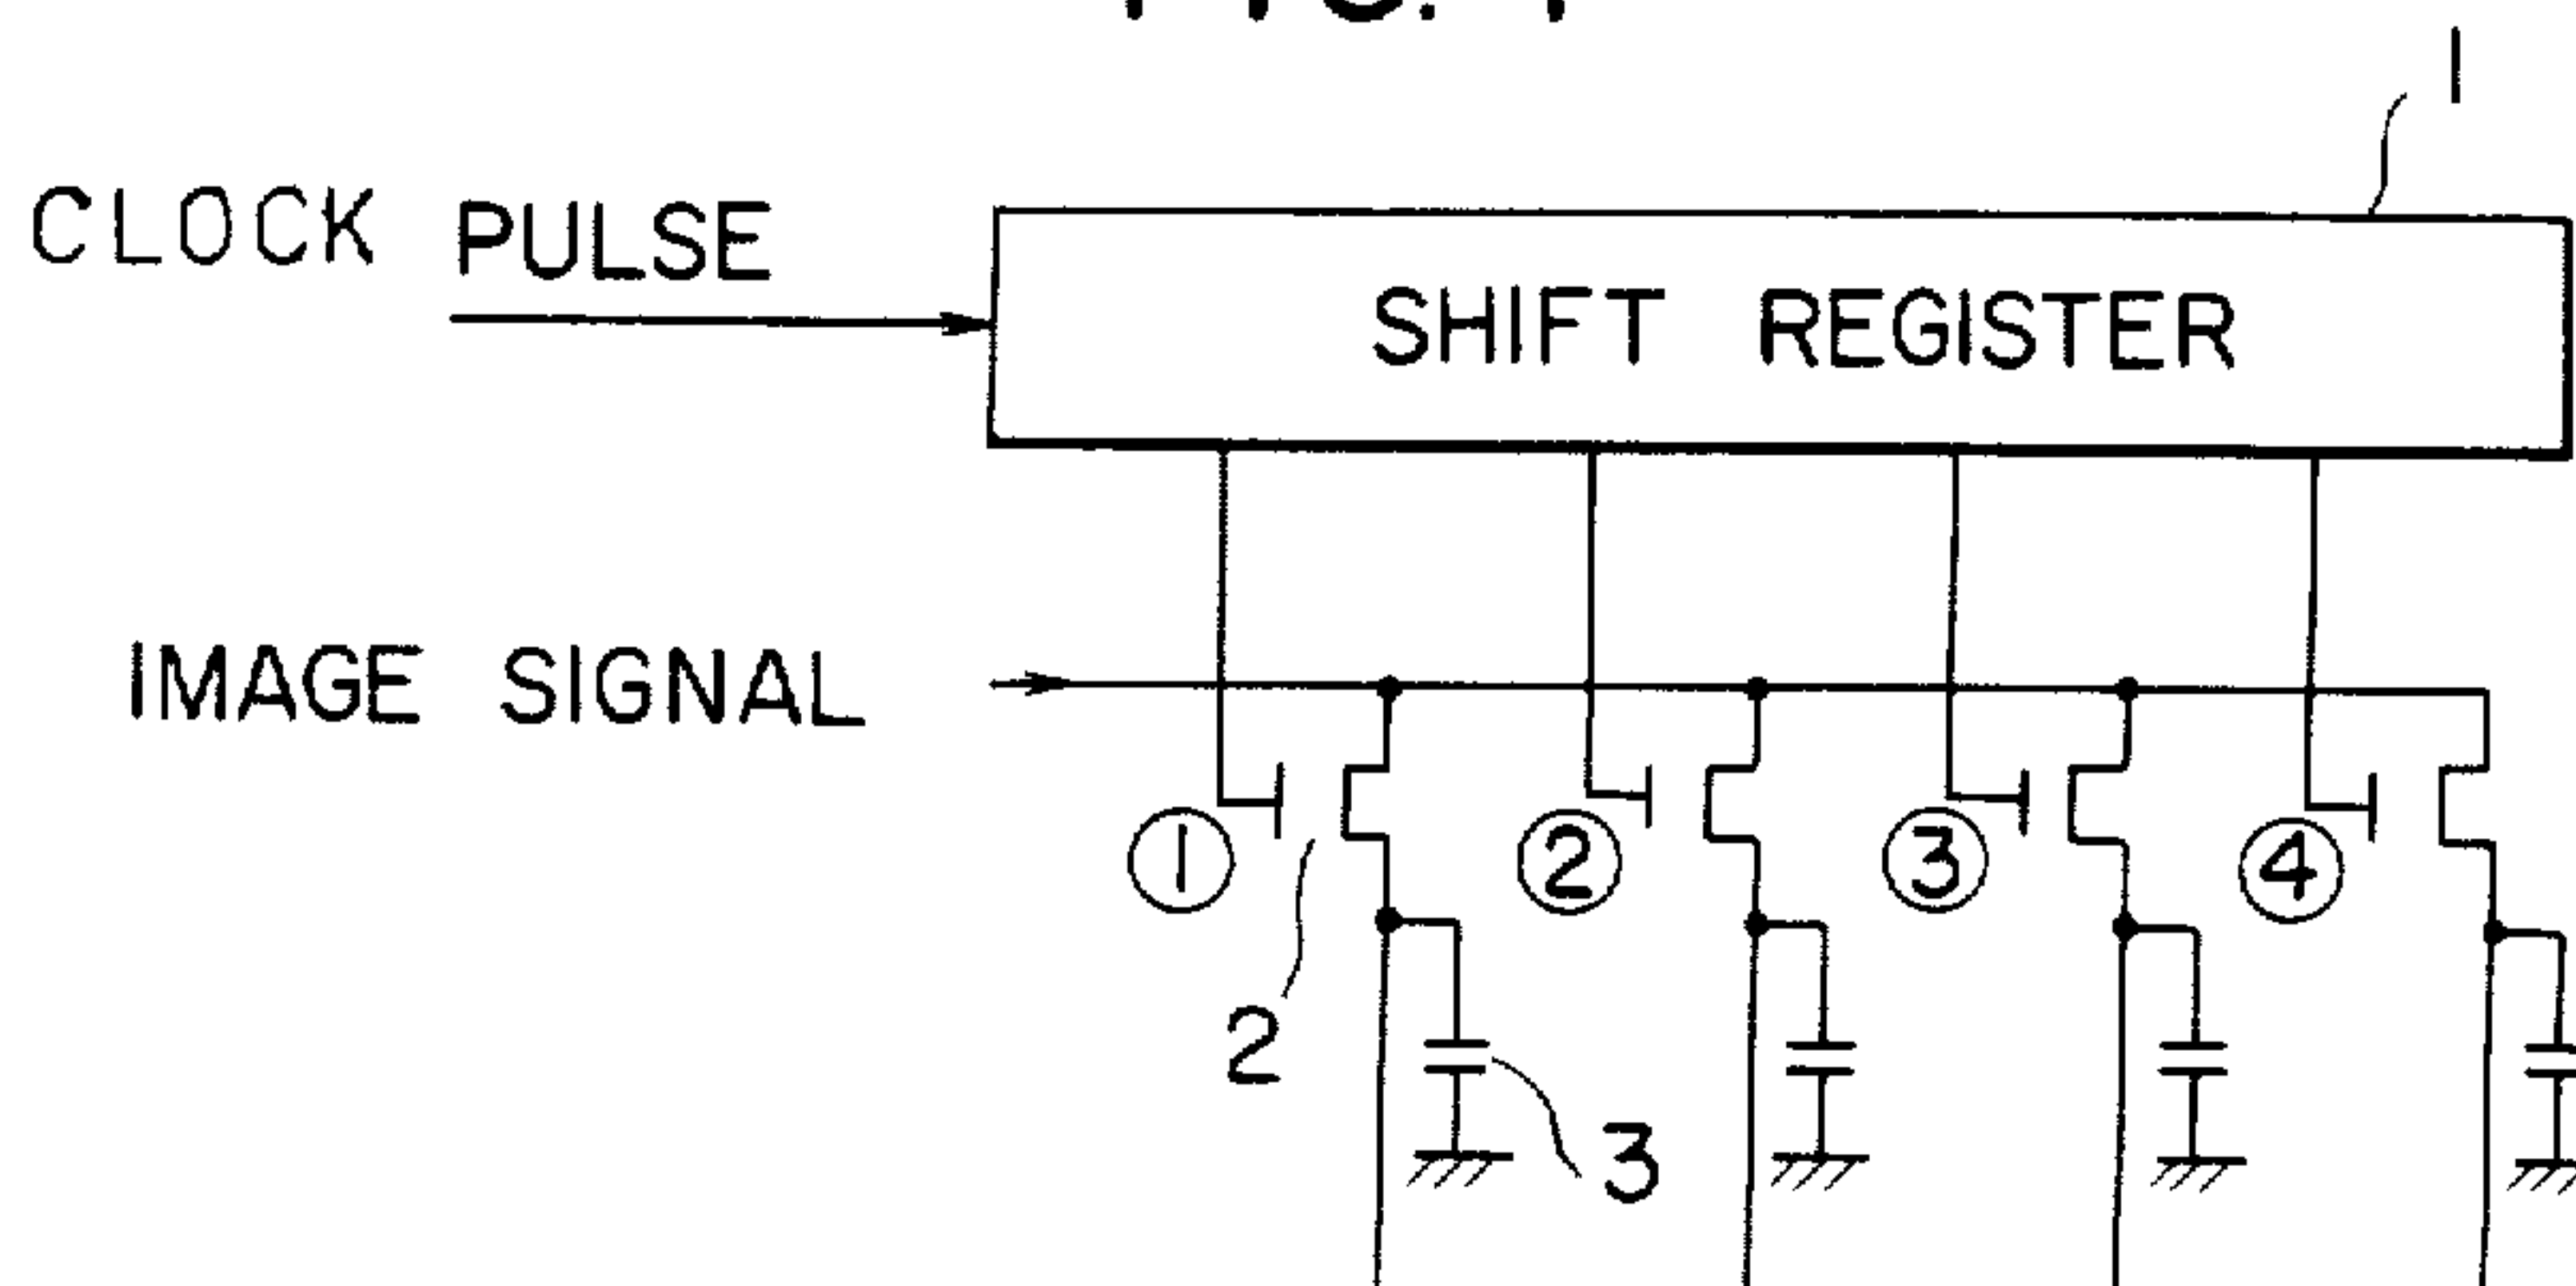 1
CLOCK PULSE
SHIFT REGISTER
IMAGE SIGNAL
① ② ③ ④
2
3